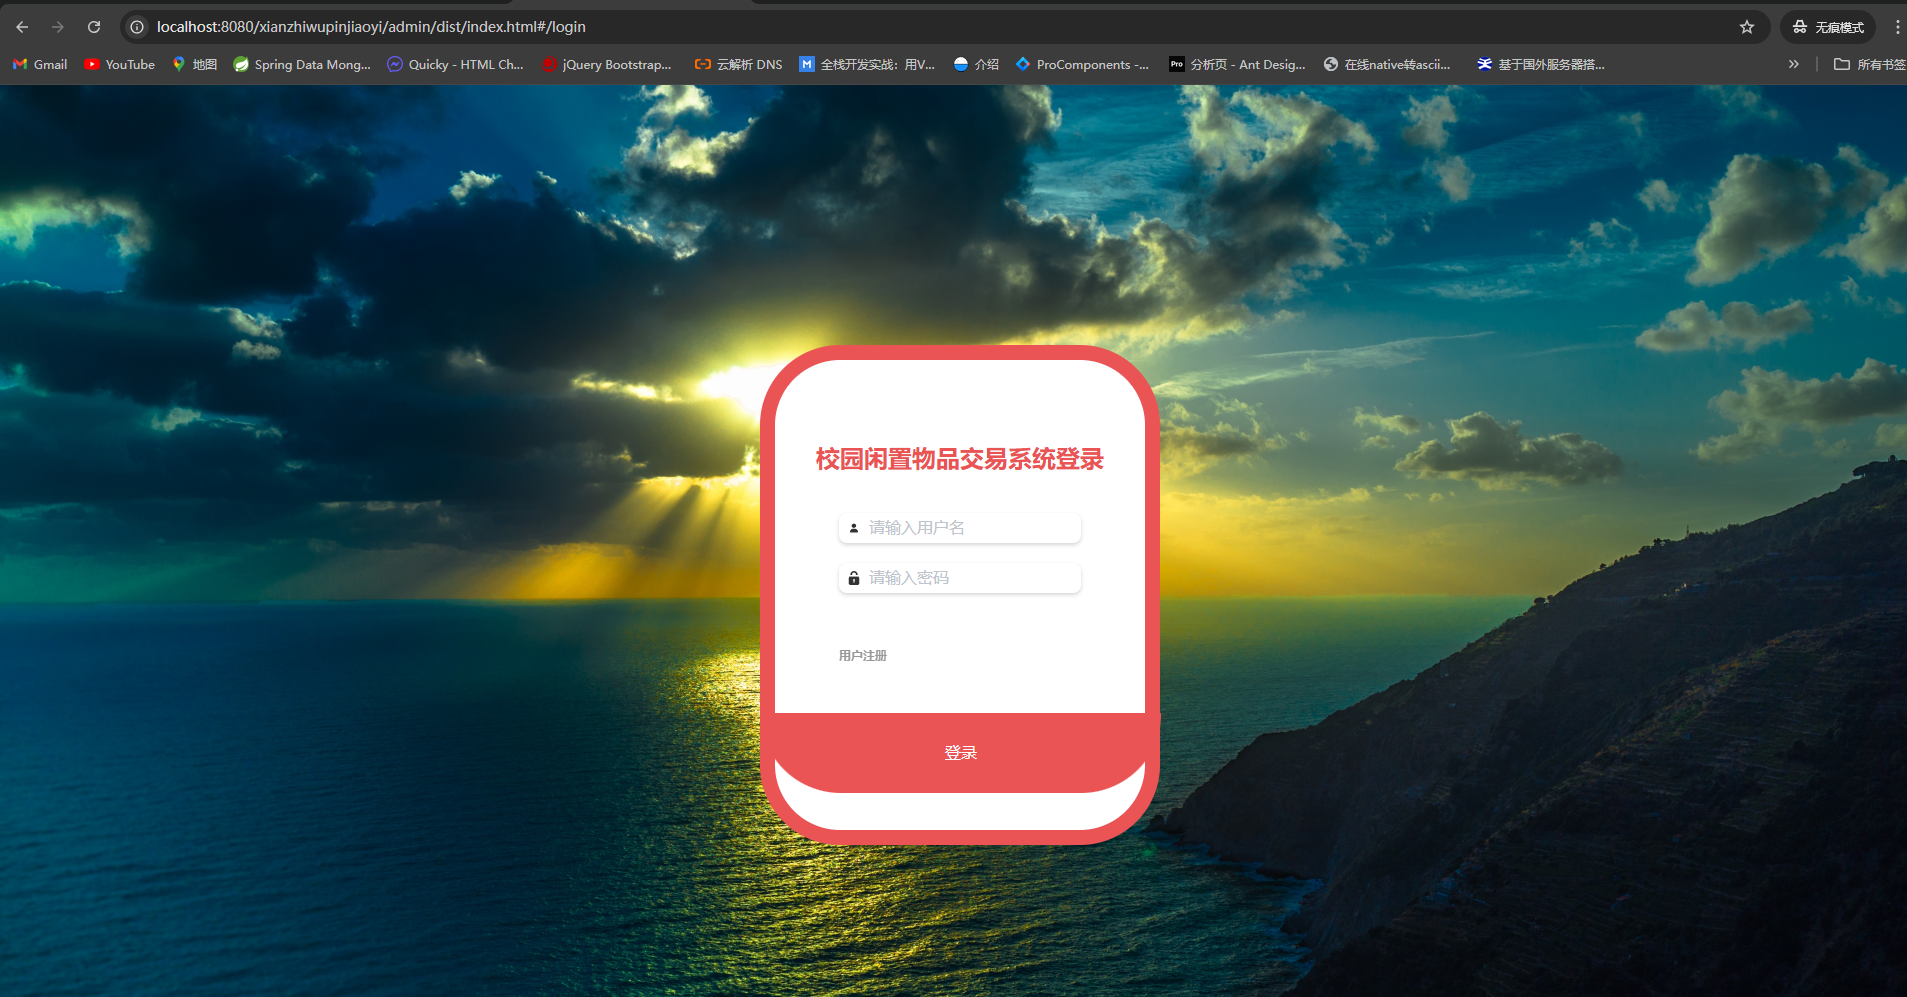 localhost:8080/xianzhiwupinjiaoyi/admin/dist/index.html#/login
无痕模式
Gmail
YouTube
地图
Spring Data Mong...
Quicky - HTML Ch...
jQuery Bootstrap...
云解析 DNS
全栈开发实战：用V...
介绍
ProComponents -...
Pro
分析页 - Ant Desig...
在线native转ascii...
基于国外服务器搭...
所有书签
校园闲置物品交易系统登录
请输入用户名
请输入密码
用户注册
登录